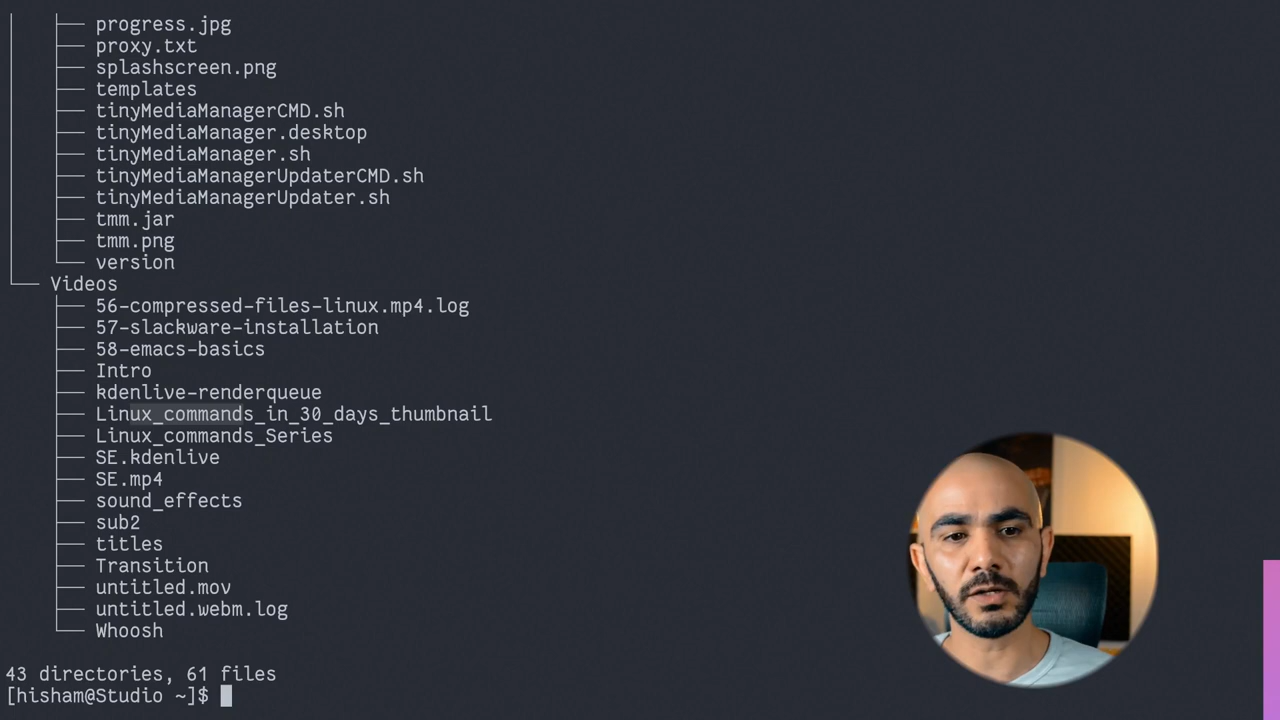 │   ├── progress.jpg
│   ├── proxy.txt
│   ├── splashscreen.png
│   ├── templates
│   ├── tinyMediaManagerCMD.sh
│   ├── tinyMediaManager.desktop
│   ├── tinyMediaManager.sh
│   ├── tinyMediaManagerUpdaterCMD.sh
│   ├── tinyMediaManagerUpdater.sh
│   ├── tmm.jar
│   ├── tmm.png
│   └── version
└── Videos
    ├── 56-compressed-files-linux.mp4.log
    ├── 57-slackware-installation
    ├── 58-emacs-basics
    ├── Intro
    ├── kdenlive-renderqueue
    ├── Linux_commands_in_30_days_thumbnail
    ├── Linux_commands_Series
    ├── SE.kdenlive
    ├── SE.mp4
    ├── sound_effects
    ├── sub2
    ├── titles
    ├── Transition
    ├── untitled.mov
    ├── untitled.webm.log
    └── Whoosh
43 directories, 61 files
[hisham@Studio ~]$